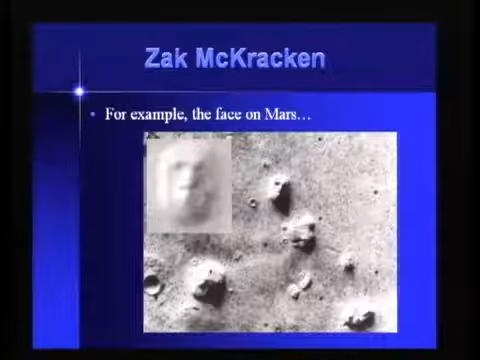 Zak McKracken
• For example, the face on Mars…